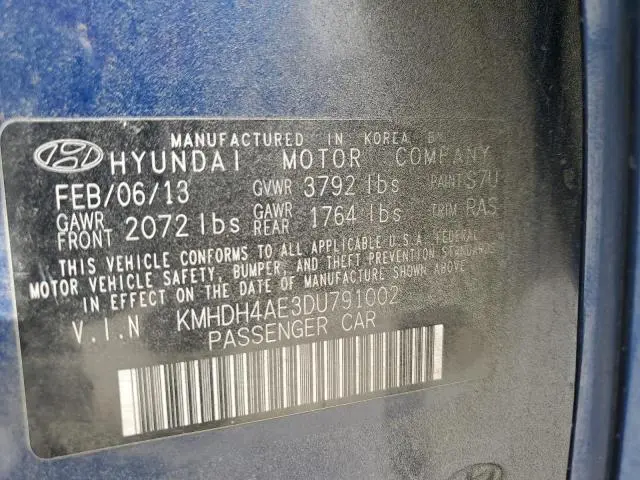 MANUFACTURED IN KOREA BY
HYUNDAI MOTOR COMPANY
FEB/06/13 GVWR 3792 lbs PAINT S7U
GAWR FRONT 2072 lbs GAWR REAR 1764 lbs TRIM RAS
THIS VEHICLE CONFORMS TO ALL APPLICABLE U.S.A. FEDERAL
MOTOR VEHICLE SAFETY, BUMPER, AND THEFT PREVENTION STANDARDS
IN EFFECT ON THE DATE OF MANUFACTURE SHOWN ABOVE
V.I.N KMHDH4AE3DU791002
PASSENGER CAR